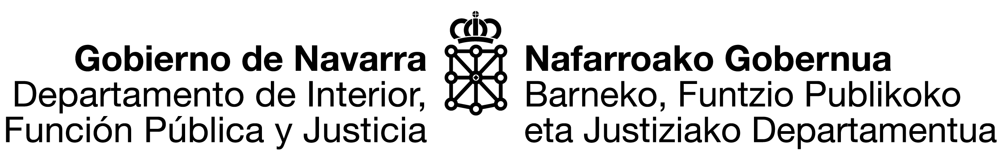 Gobierno de Navarra
Departamento de Interior,
Función Pública y Justicia
Nafarroako Gobernua
Barneko, Funtzio Publikoko
eta Justiziako Departamentua